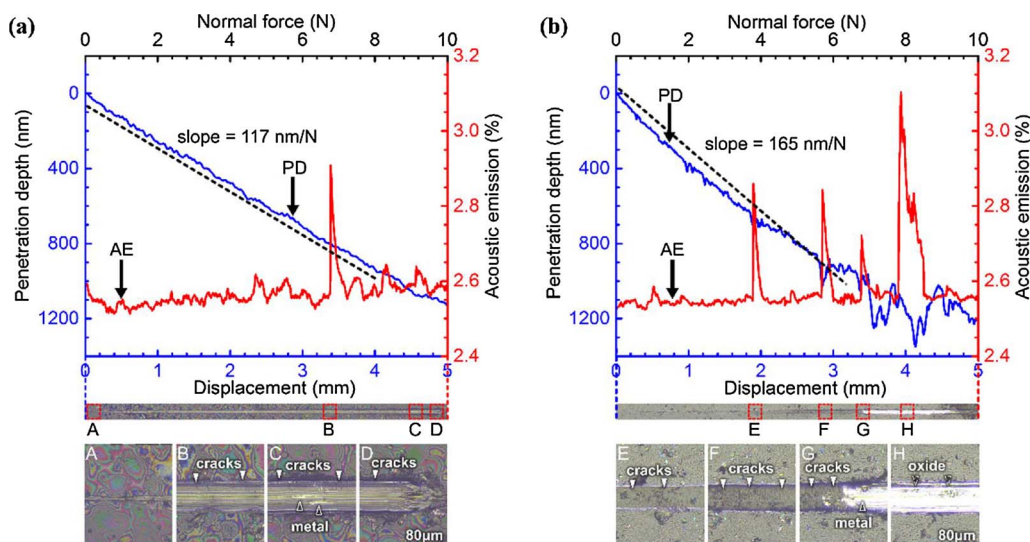 (a)
Normal force (N)
0 2 4 6 8 10
Penetration depth (nm)
0
400
800
1200
Acoustic emission (%)
3.2
3.0
2.8
2.6
2.4
slope = 117 nm/N
PD
AE
0 1 2 3 4 5
Displacement (mm)
A B C D
A B C D
cracks cracks cracks
metal
80μm
(b)
Normal force (N)
0 2 4 6 8 10
Penetration depth (nm)
0
400
800
1200
Acoustic emission (%)
3.2
3.0
2.8
2.6
2.4
PD
slope = 165 nm/N
AE
0 1 2 3 4 5
Displacement (mm)
E F G H
E F G H
cracks cracks cracks oxide
metal
80μm